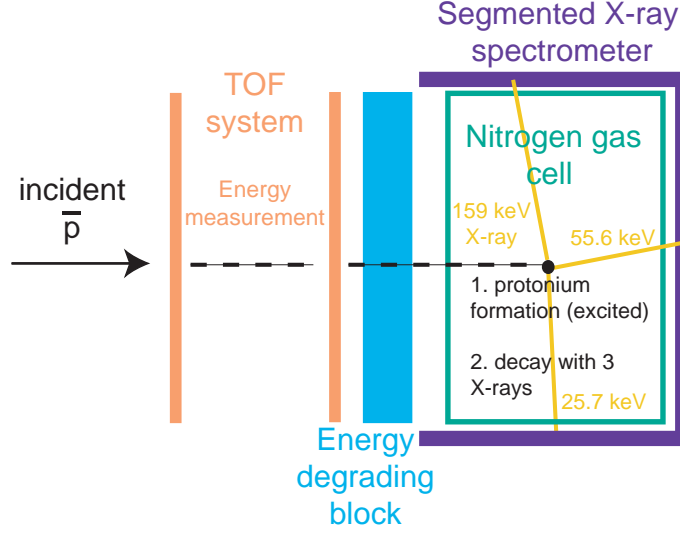 Segmented X-ray
spectrometer
TOF
system
Nitrogen gas
cell
incident
p̅
Energy
measurement
159 keV
X-ray
55.6 keV
1. protonium
formation (excited)
2. decay with 3
X-rays
25.7 keV
Energy
degrading
block